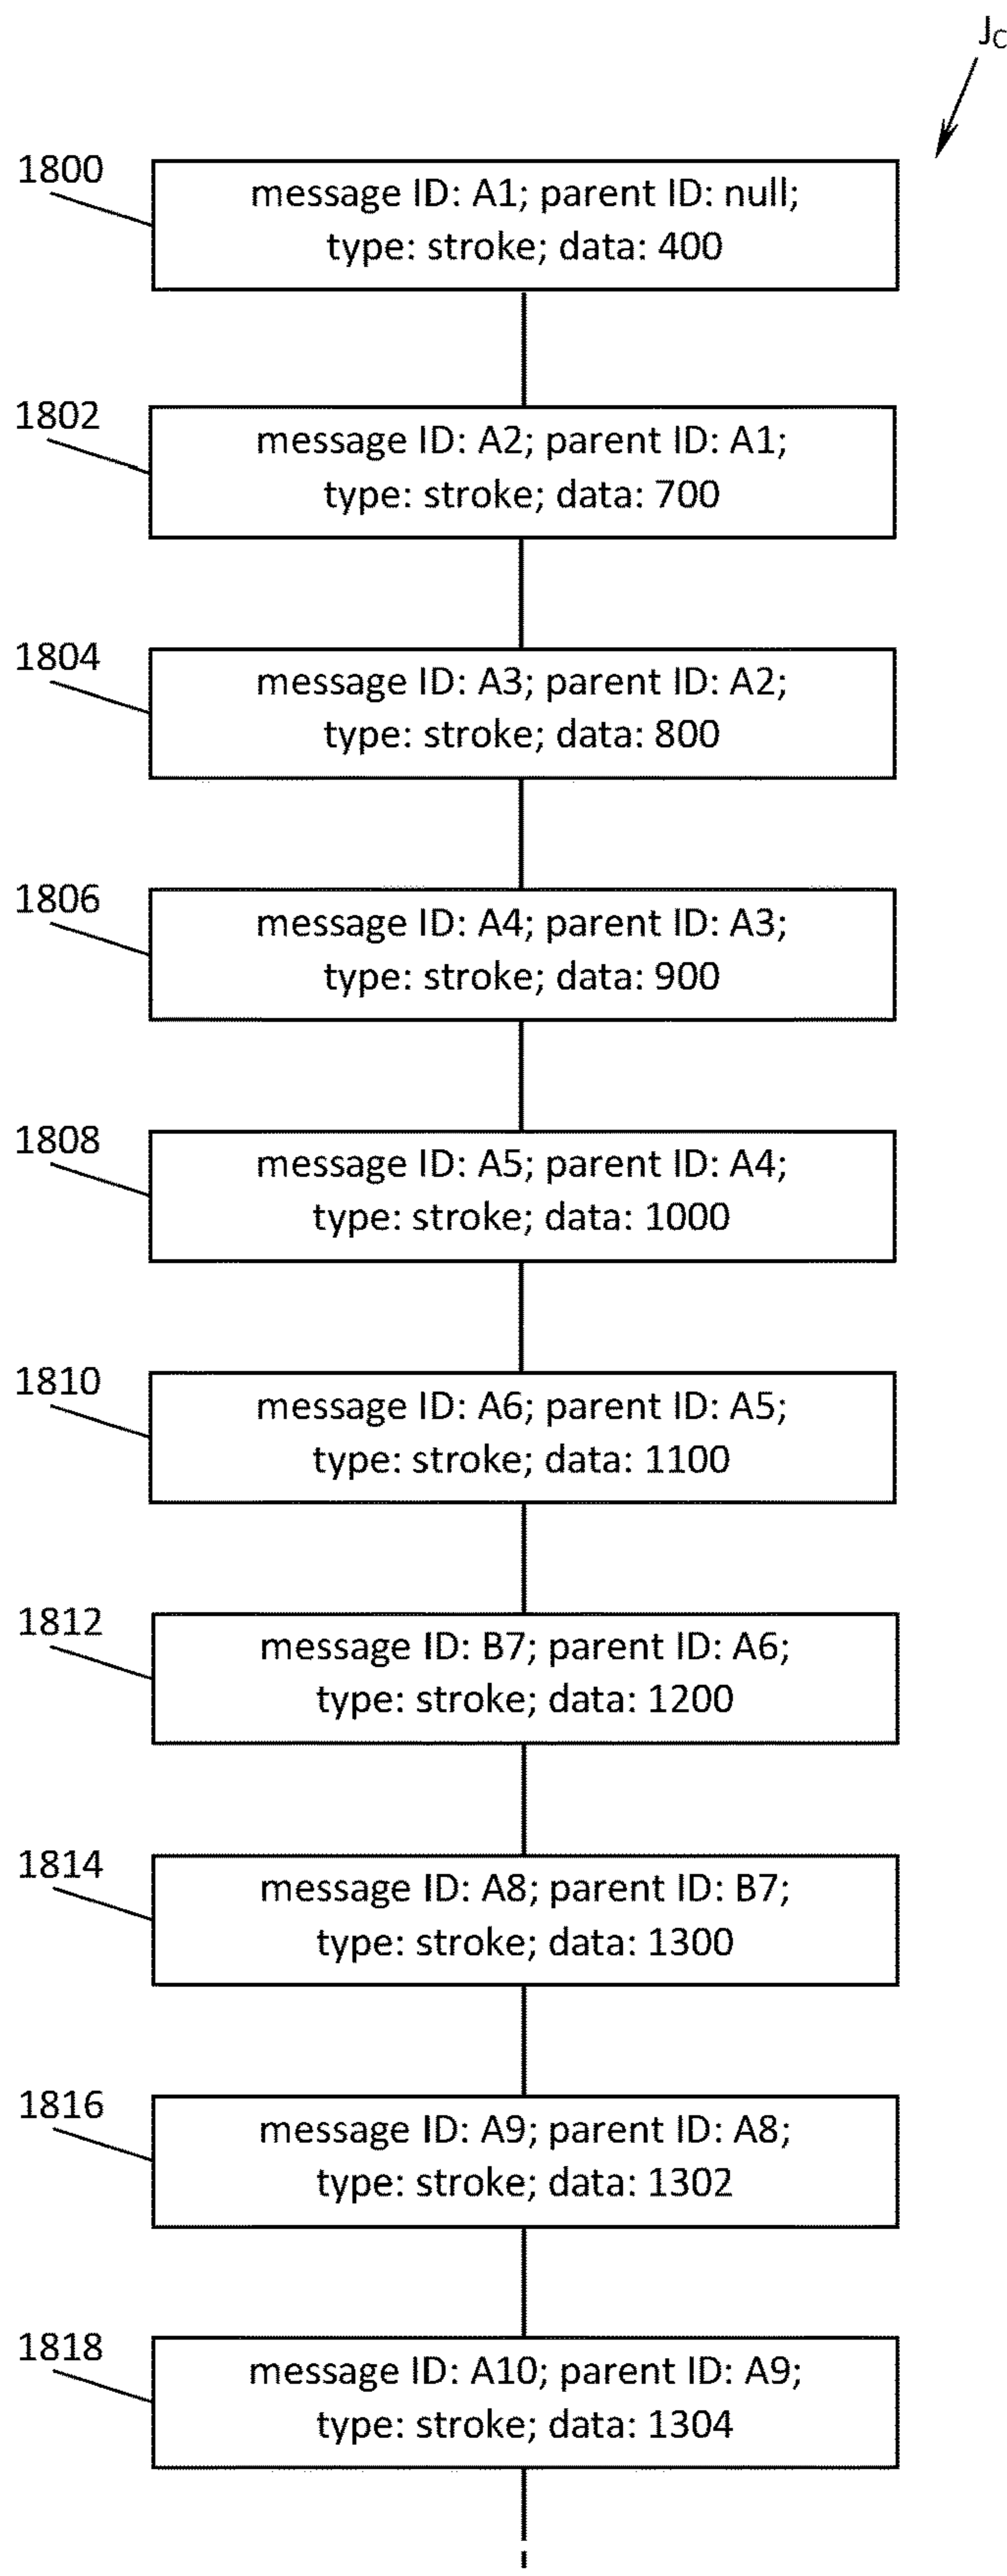 J_C
1800
message ID: A1; parent ID: null;
type: stroke; data: 400
1802
message ID: A2; parent ID: A1;
type: stroke; data: 700
1804
message ID: A3; parent ID: A2;
type: stroke; data: 800
1806
message ID: A4; parent ID: A3;
type: stroke; data: 900
1808
message ID: A5; parent ID: A4;
type: stroke; data: 1000
1810
message ID: A6; parent ID: A5;
type: stroke; data: 1100
1812
message ID: B7; parent ID: A6;
type: stroke; data: 1200
1814
message ID: A8; parent ID: B7;
type: stroke; data: 1300
1816
message ID: A9; parent ID: A8;
type: stroke; data: 1302
1818
message ID: A10; parent ID: A9;
type: stroke; data: 1304